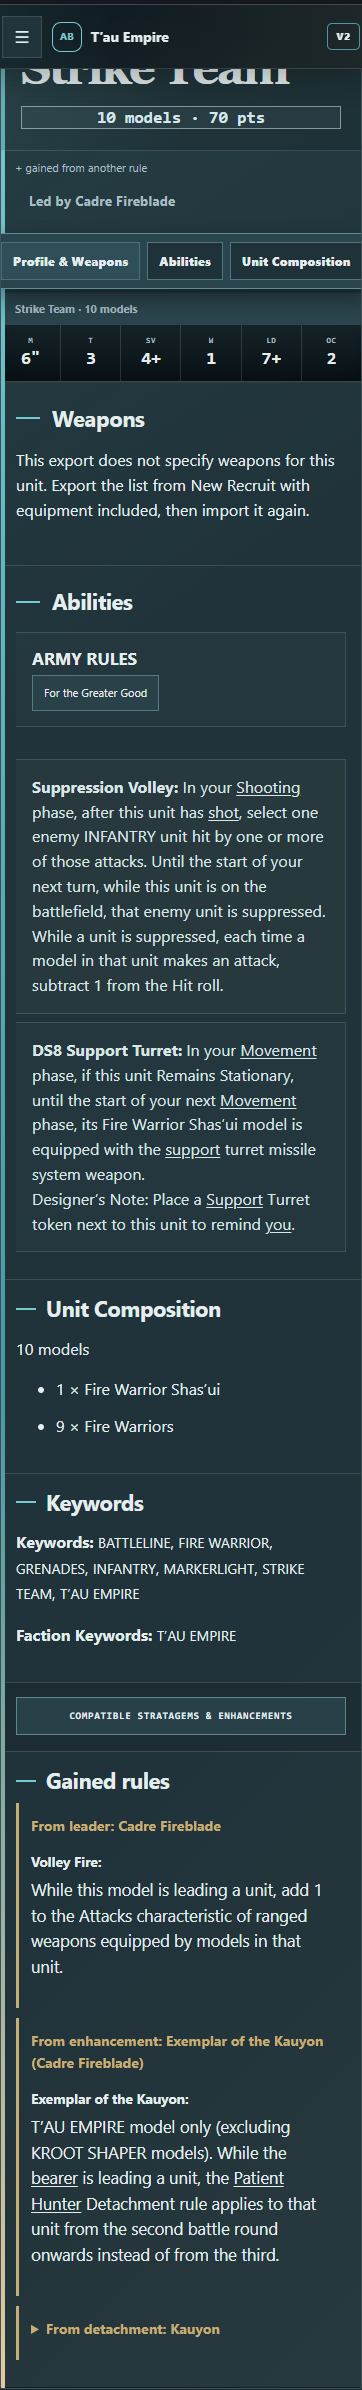 ☰ AB T'au Empire V2
Strike Team
10 models · 70 pts
+ gained from another rule
Led by Cadre Fireblade
Profile & Weapons Abilities Unit Composition
Strike Team · 10 models
M T SV W LD OC
6" 3 4+ 1 7+ 2
Weapons
This export does not specify weapons for this
unit. Export the list from New Recruit with
equipment included, then import it again.
Abilities
ARMY RULES
For the Greater Good
Suppression Volley: In your Shooting
phase, after this unit has shot, select one
enemy INFANTRY unit hit by one or more
of those attacks. Until the start of your
next turn, while this unit is on the
battlefield, that enemy unit is suppressed.
While a unit is suppressed, each time a
model in that unit makes an attack,
subtract 1 from the Hit roll.
DS8 Support Turret: In your Movement
phase, if this unit Remains Stationary,
until the start of your next Movement
phase, its Fire Warrior Shas'ui model is
equipped with the support turret missile
system weapon.
Designer's Note: Place a Support Turret
token next to this unit to remind you.
Unit Composition
10 models
• 1 × Fire Warrior Shas'ui
• 9 × Fire Warriors
Keywords
Keywords: BATTLELINE, FIRE WARRIOR,
GRENADES, INFANTRY, MARKERLIGHT, STRIKE
TEAM, T'AU EMPIRE
Faction Keywords: T'AU EMPIRE
COMPATIBLE STRATAGEMS & ENHANCEMENTS
Gained rules
From leader: Cadre Fireblade
Volley Fire:
While this model is leading a unit, add 1
to the Attacks characteristic of ranged
weapons equipped by models in that
unit.
From enhancement: Exemplar of the Kauyon
(Cadre Fireblade)
Exemplar of the Kauyon:
T'AU EMPIRE model only (excluding
KROOT SHAPER models). While the
bearer is leading a unit, the Patient
Hunter Detachment rule applies to that
unit from the second battle round
onwards instead of from the third.
▶ From detachment: Kauyon